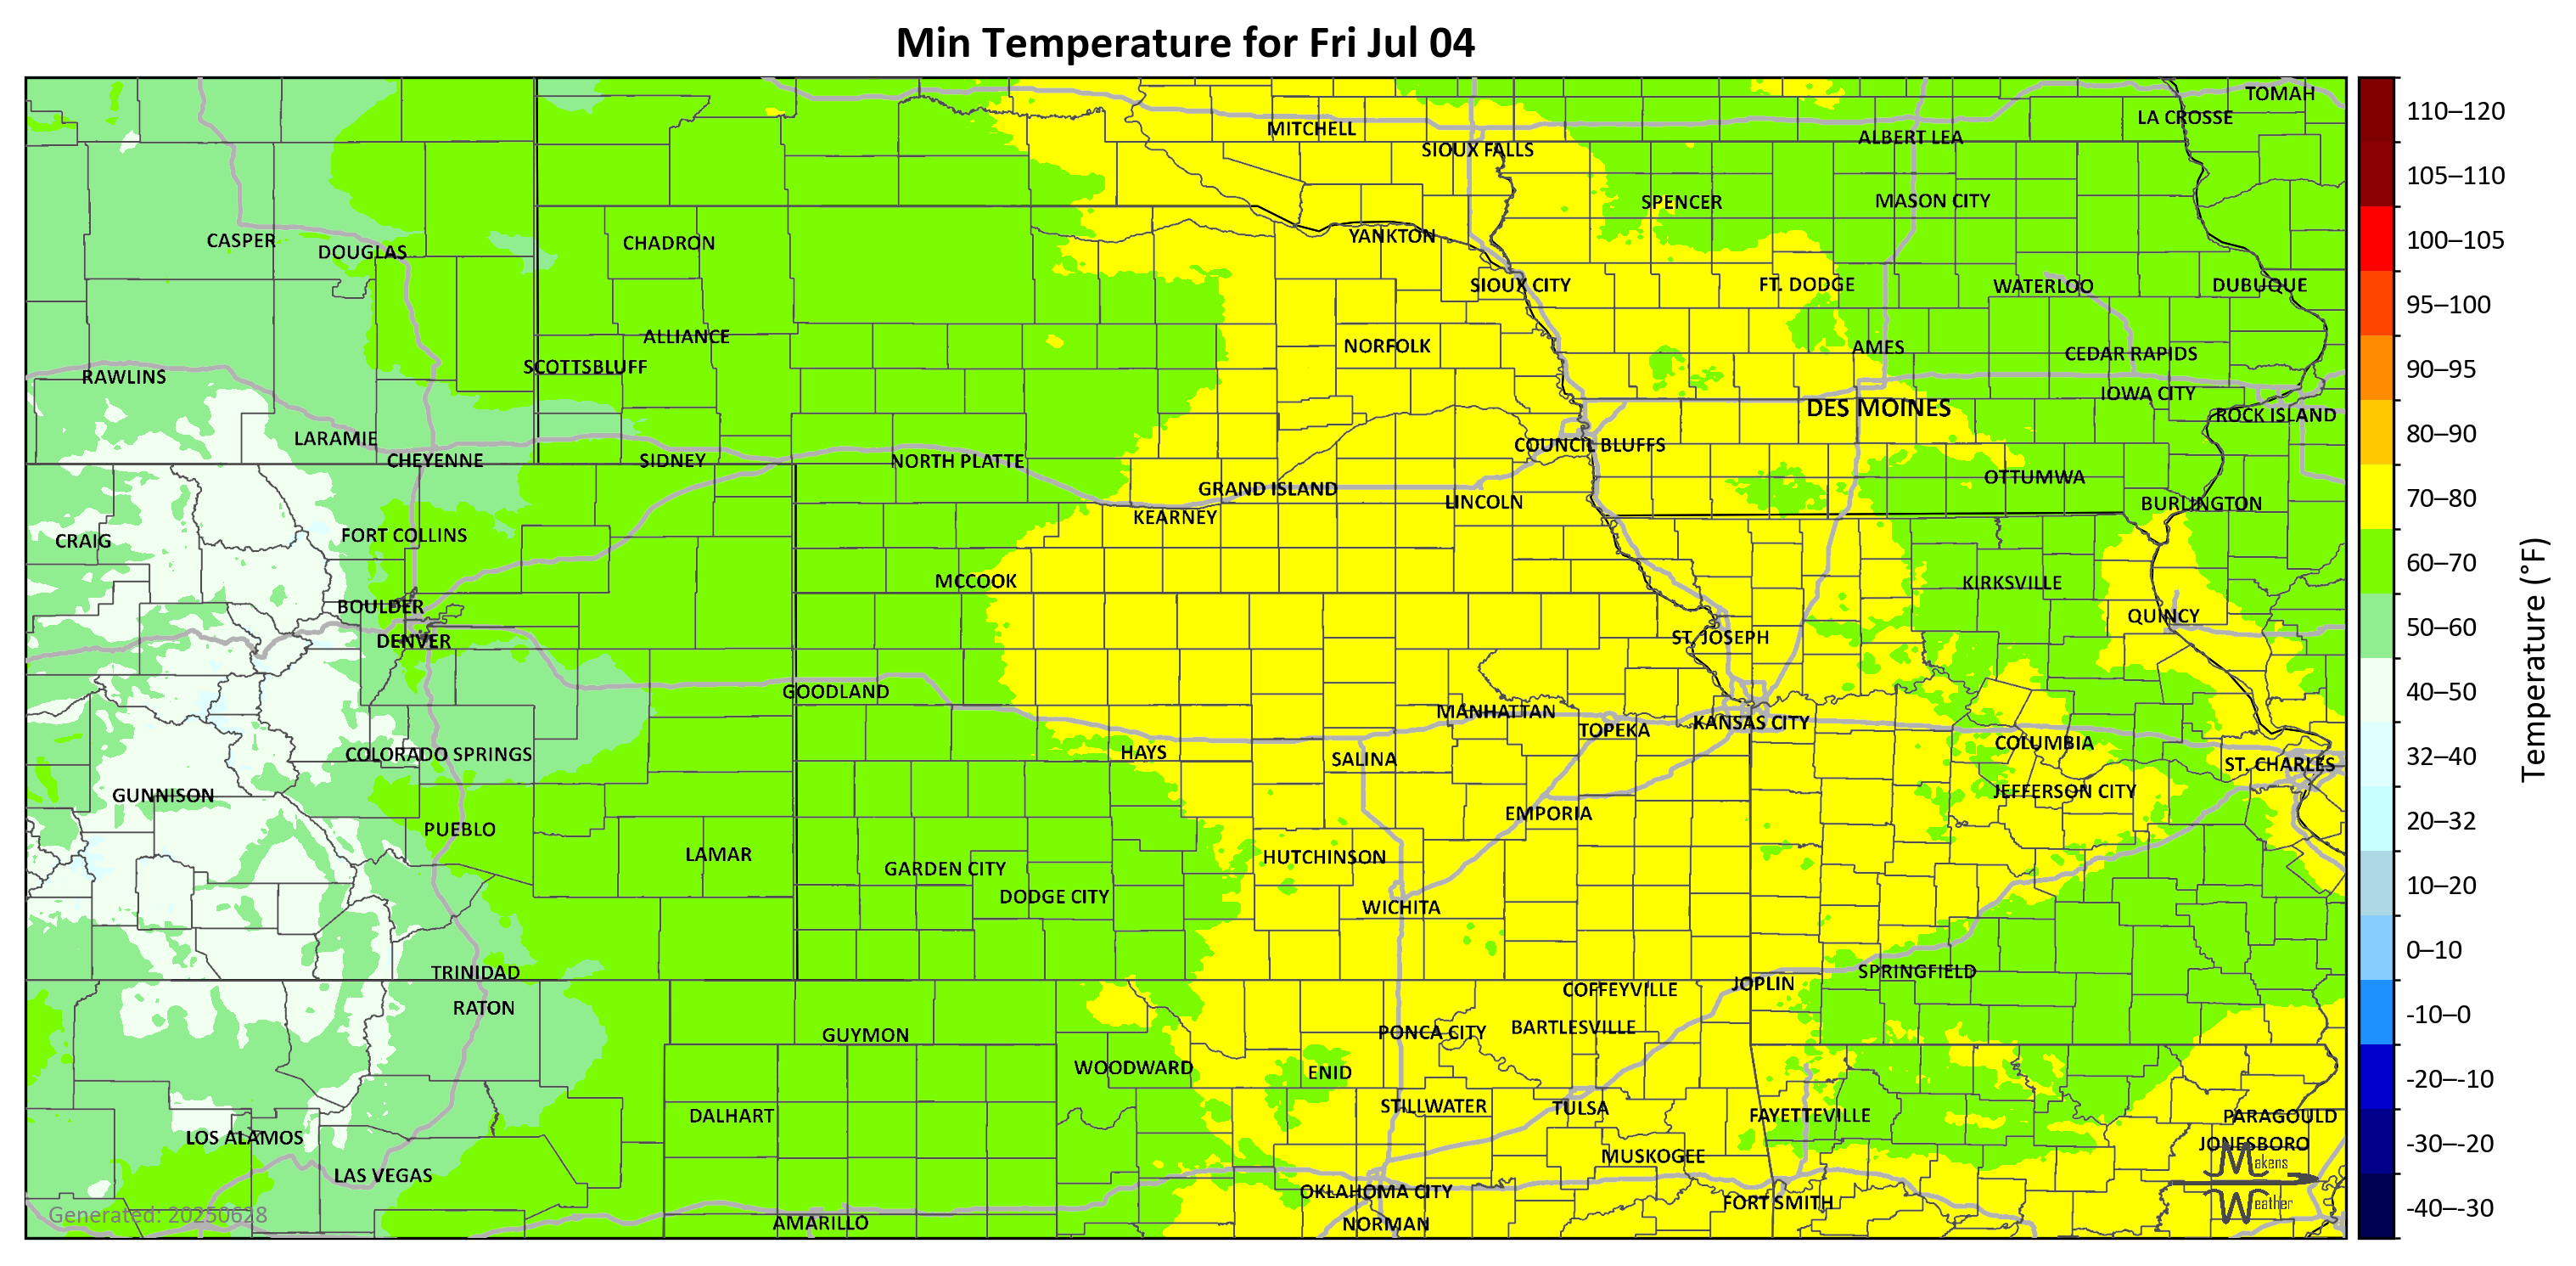 Min Temperature for Fri Jul 04
TOMAH
LA CROSSE
MITCHELL
ALBERT LEA
SIOUX FALLS
SPENCER
MASON CITY
CASPER
DOUGLAS
CHADRON
YANKTON
SIOUX CITY
FT. DODGE
WATERLOO
DUBUQUE
ALLIANCE
NORFOLK
AMES
CEDAR RAPIDS
SCOTTSBLUFF
RAWLINS
IOWA CITY
DES MOINES
ROCK ISLAND
LARAMIE
COUNCIL BLUFFS
CHEYENNE
SIDNEY
NORTH PLATTE
OTTUMWA
GRAND ISLAND
LINCOLN
BURLINGTON
KEARNEY
FORT COLLINS
CRAIG
MCCOOK
KIRKSVILLE
BOULDER
QUINCY
DENVER
ST. JOSEPH
GOODLAND
MANHATTAN
KANSAS CITY
TOPEKA
COLUMBIA
COLORADO SPRINGS
HAYS
SALINA
ST. CHARLES
GUNNISON
JEFFERSON CITY
EMPORIA
PUEBLO
LAMAR
HUTCHINSON
GARDEN CITY
DODGE CITY
WICHITA
TRINIDAD
SPRINGFIELD
JOPLIN
COFFEYVILLE
RATON
GUYMON
PONCA CITY
BARTLESVILLE
WOODWARD
ENID
STILLWATER
TULSA
DALHART
FAYETTEVILLE
PARAGOULD
LOS ALAMOS
JONESBORO
MUSKOGEE
LAS VEGAS
OKLAHOMA CITY
FORT SMITH
AMARILLO
NORMAN
Generated: 20250628
Makens
Weather
110–120
105–110
100–105
95–100
90–95
80–90
70–80
60–70
50–60
40–50
32–40
20–32
10–20
0–10
-10–0
-20–-10
-30–-20
-40–-30
Temperature (°F)